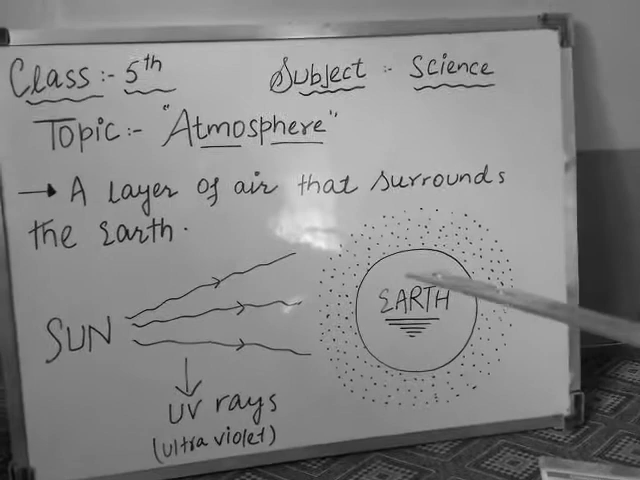 Class :- 5th Subject :- Science
Topic :- "Atmosphere"
→ A layer of air that surrounds
the Earth.
SUN
EARTH
UV rays
(ultra violet)